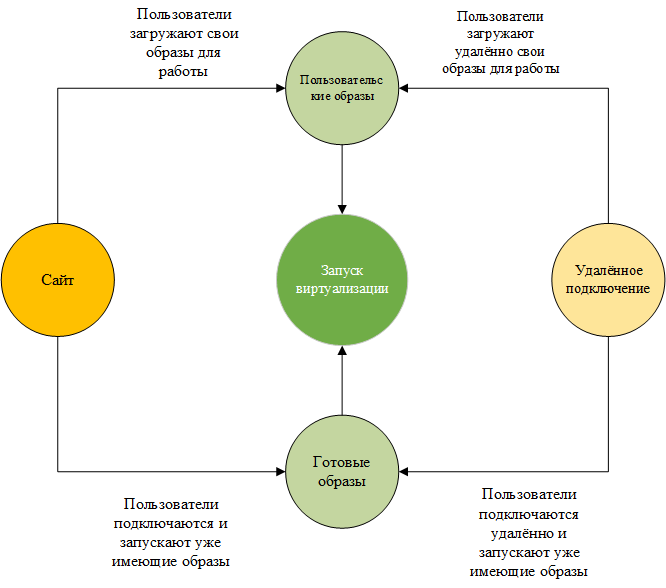 Пользователи
загружают свои
образы для
работы
Пользователи
загружают
удалённо свои
образы для работы
Пользовательс
кие образы
Сайт
Запуск
виртуализации
Удалённое
подключение
Готовые
образы
Пользователи
подключаются и
запускают уже
имеющие образы
Пользователи
подключаются
удалённо и
запускают уже
имеющие образы